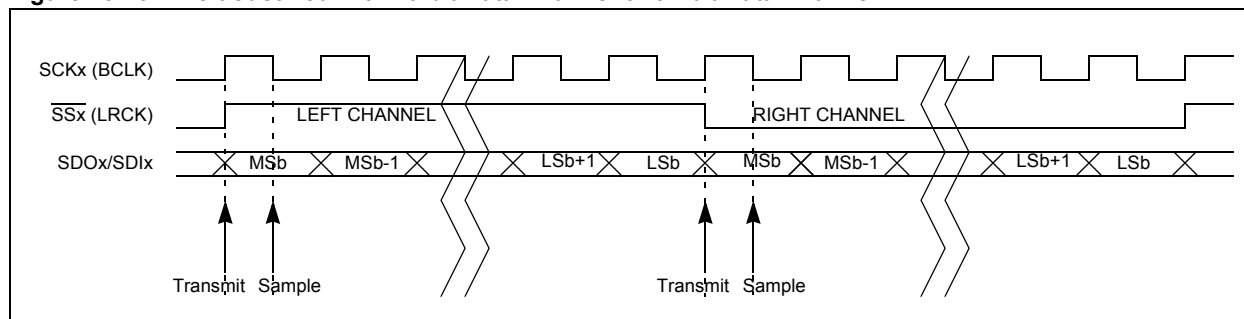 SCKx (BCLK)
SSx (LRCK) LEFT CHANNEL RIGHT CHANNEL
SDOx/SDIx MSb MSb-1 LSb+1 LSb MSb MSb-1 LSb+1 LSb
Transmit Sample Transmit Sample